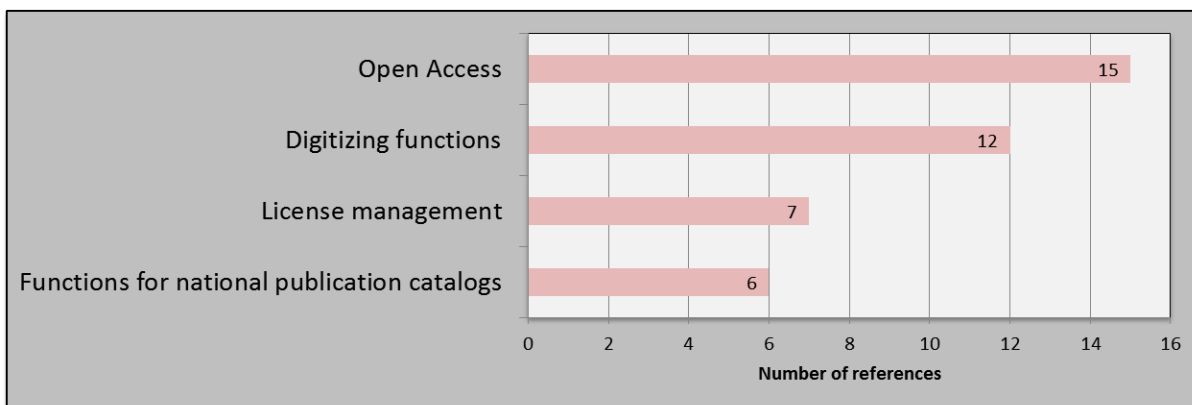 Open Access
15
Digitizing functions
12
License management
7
Functions for national publication catalogs
6
0 2 4 6 8 10 12 14 16
Number of references